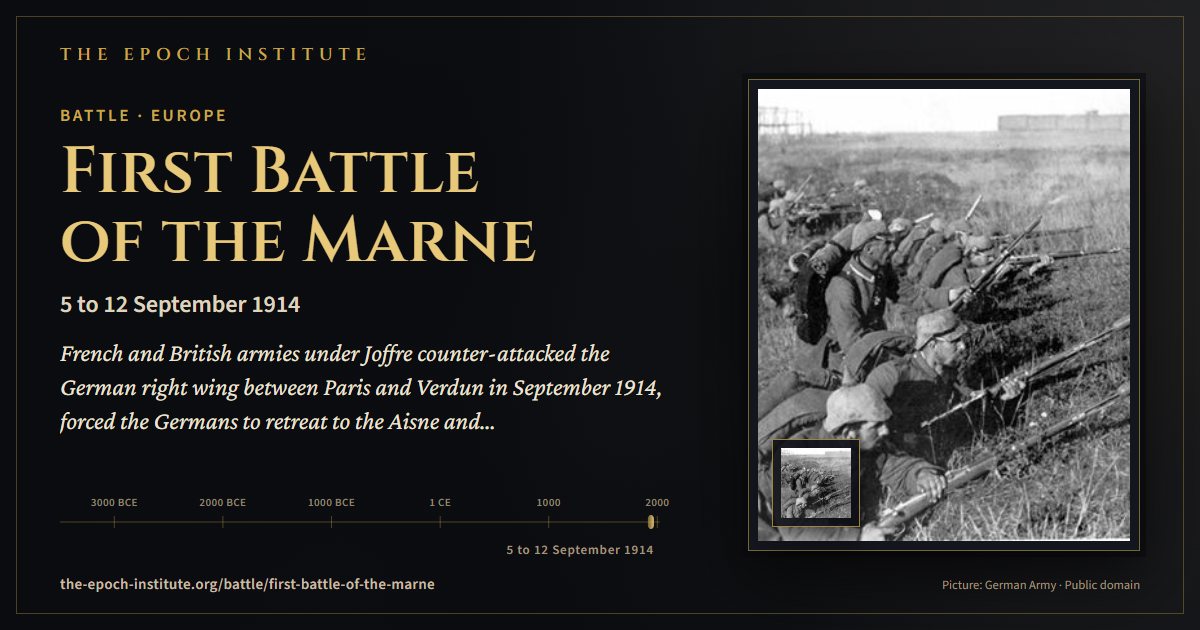 THE EPOCH INSTITUTE
BATTLE · EUROPE
FIRST BATTLE
OF THE MARNE
5 to 12 September 1914
French and British armies under Joffre counter-attacked the
German right wing between Paris and Verdun in September 1914,
forced the Germans to retreat to the Aisne and...
3000 BCE 2000 BCE 1000 BCE 1 CE 1000 2000
5 to 12 September 1914
the-epoch-institute.org/battle/first-battle-of-the-marne
Picture: German Army · Public domain